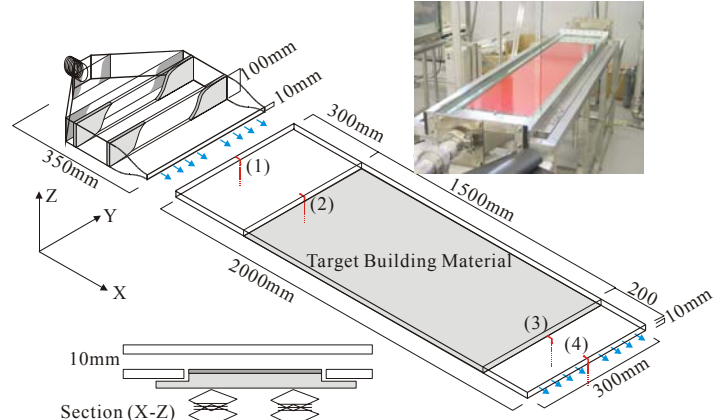 100mm
10mm
300mm
350mm
(1)
1500mm
Z
Y
X
(2)
Target Building Material
2000mm
200
10mm
(3)
(4)
300mm
10mm
Section (X-Z)